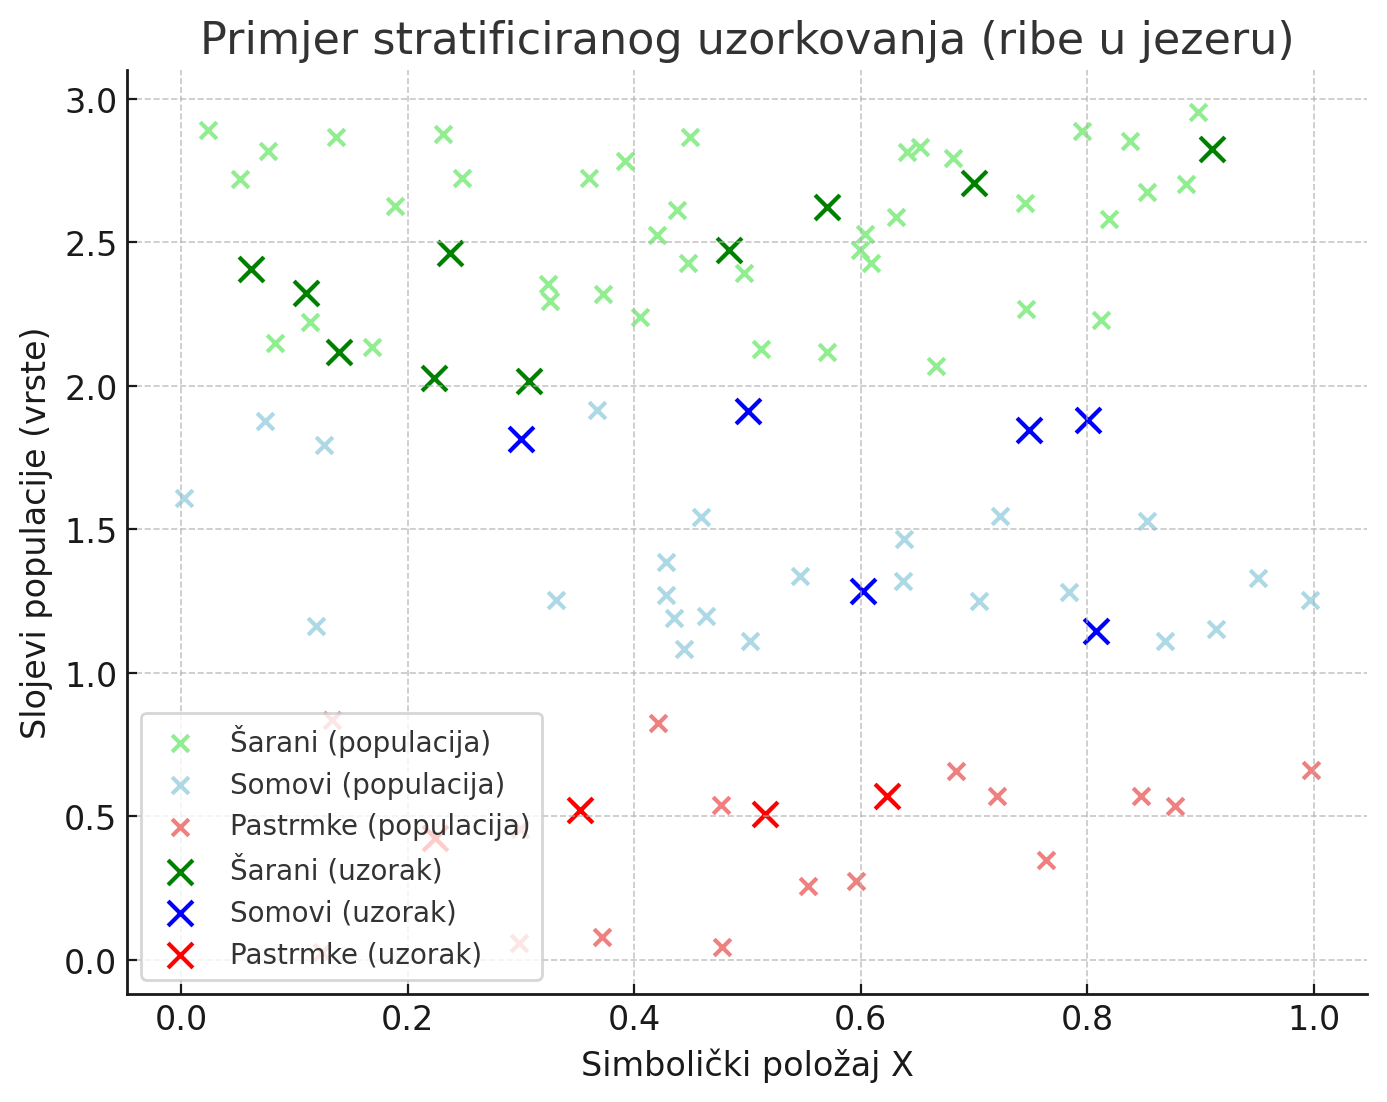 Primjer stratificiranog uzorkovanja (ribe u jezeru)
Slojevi populacije (vrste)
3.0
2.5
2.0
1.5
1.0
0.5
0.0
Šarani (populacija)
Somovi (populacija)
Pastrmke (populacija)
Šarani (uzorak)
Somovi (uzorak)
Pastrmke (uzorak)
0.0 0.2 0.4 0.6 0.8 1.0
Simbolički položaj X